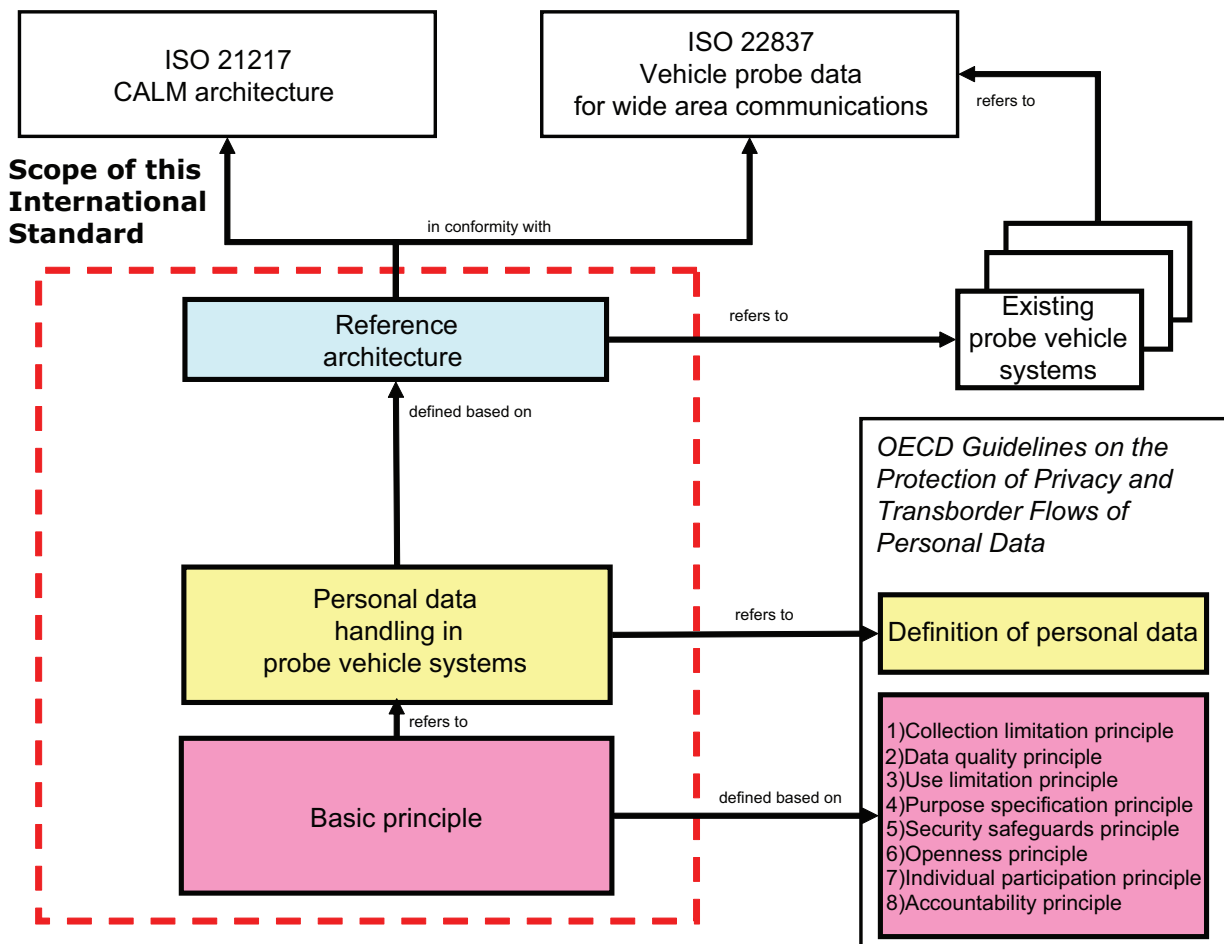 ISO 21217
CALM architecture
ISO 22837
Vehicle probe data
for wide area communications
refers to
Scope of this
International
Standard
in conformity with
Reference
architecture
refers to
Existing
probe vehicle
systems
defined based on
OECD Guidelines on the
Protection of Privacy and
Transborder Flows of
Personal Data
Personal data
handling in
probe vehicle systems
refers to
Definition of personal data
refers to
Basic principle
defined based on
1)Collection limitation principle
2)Data quality principle
3)Use limitation principle
4)Purpose specification principle
5)Security safeguards principle
6)Openness principle
7)Individual participation principle
8)Accountability principle